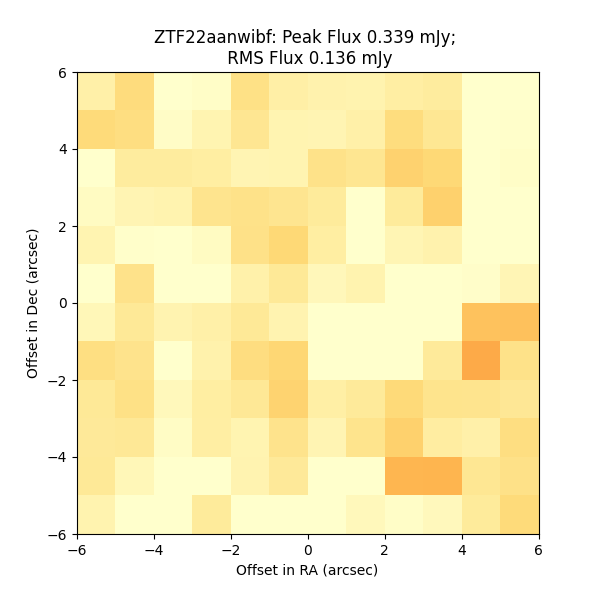 ZTF22aanwibf: Peak Flux 0.339 mJy;
RMS Flux 0.136 mJy
6
4
2
0
−2
−4
−6
Offset in Dec (arcsec)
−6 −4 −2 0 2 4 6
Offset in RA (arcsec)